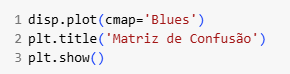 1 disp.plot(cmap='Blues')
2 plt.title('Matriz de Confusão')
3 plt.show()